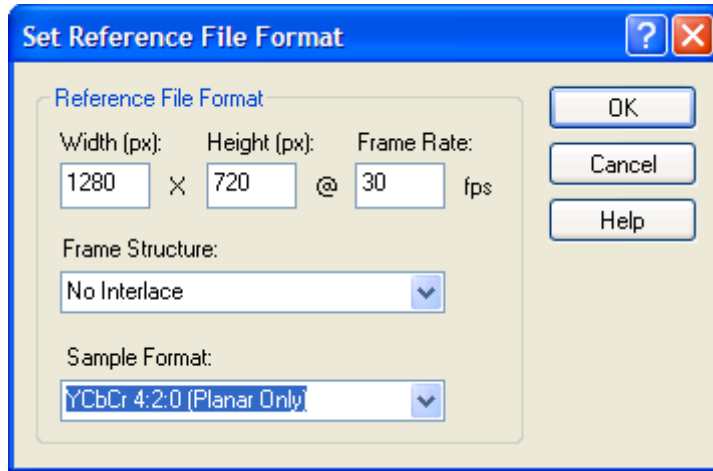 Set Reference File Format
?
Reference File Format
Width (px): Height (px): Frame Rate:
1280 X 720 @ 30 fps
Frame Structure:
No Interlace
Sample Format:
YCbCr 4:2:0 (Planar Only)
OK
Cancel
Help